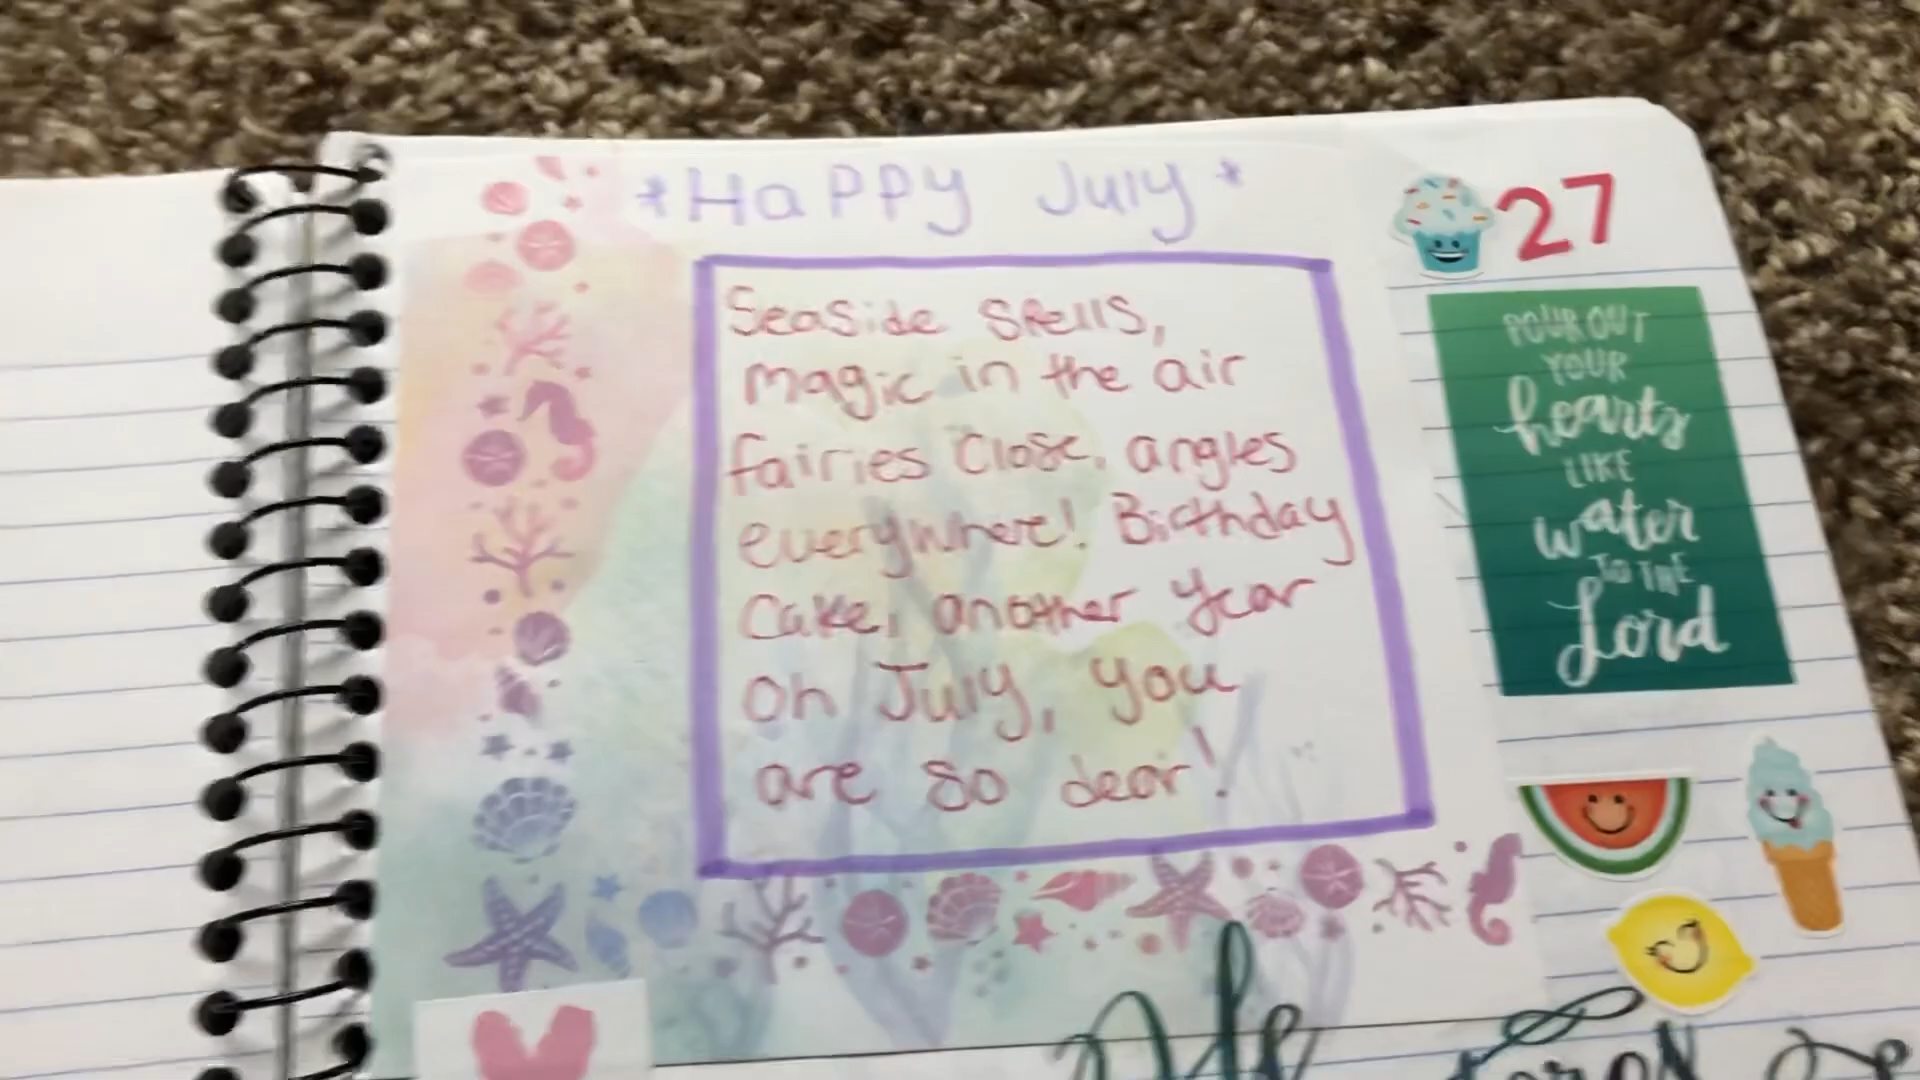 *Happy July*
27
Seaside Spells,
magic in the air
fairies close, angles
everywhere! Birthday
Cake, another year
Oh July, you
are so dear!
POUR OUT
YOUR
hearts
LIKE
water
TO THE
Lord